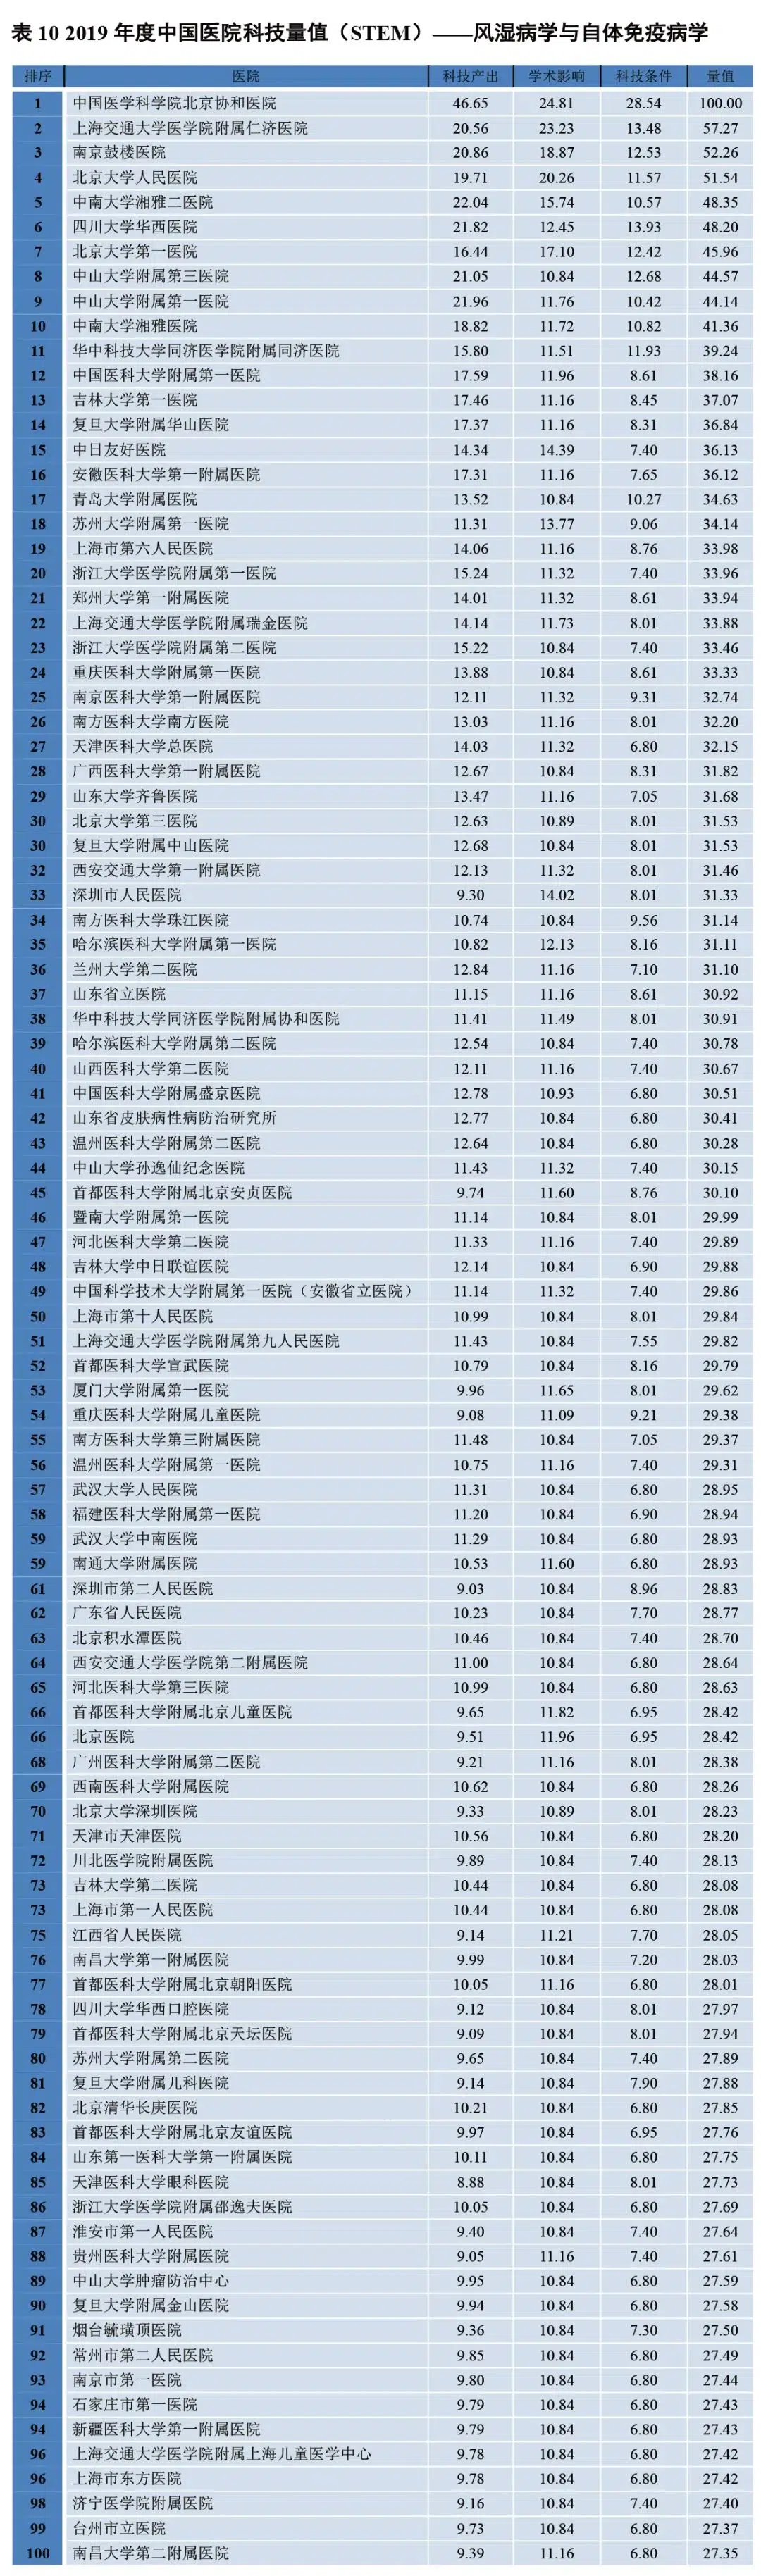 表 10 2019 年度中国医院科技量值（STEM）——风湿病学与自体免疫病学
排序 医院 科技产出 学术影响 科技条件 量值
1 中国医学科学院北京协和医院 46.65 24.81 28.54 100.00
2 上海交通大学医学院附属仁济医院 20.56 23.23 13.48 57.27
3 南京鼓楼医院 20.86 18.87 12.53 52.26
4 北京大学人民医院 19.71 20.26 11.57 51.54
5 中南大学湘雅二医院 22.04 15.74 10.57 48.35
6 四川大学华西医院 21.82 12.45 13.93 48.20
7 北京大学第一医院 16.44 17.10 12.42 45.96
8 中山大学附属第三医院 21.05 10.84 12.68 44.57
9 中山大学附属第一医院 21.96 11.76 10.42 44.14
10 中南大学湘雅医院 18.82 11.72 10.82 41.36
11 华中科技大学同济医学院附属同济医院 15.80 11.51 11.93 39.24
12 中国医科大学附属第一医院 17.59 11.96 8.61 38.16
13 吉林大学第一医院 17.46 11.16 8.45 37.07
14 复旦大学附属华山医院 17.37 11.16 8.31 36.84
15 中日友好医院 14.34 14.39 7.40 36.13
16 安徽医科大学第一附属医院 17.31 11.16 7.65 36.12
17 青岛大学附属医院 13.52 10.84 10.27 34.63
18 苏州大学附属第一医院 11.31 13.77 9.06 34.14
19 上海市第六人民医院 14.06 11.16 8.76 33.98
20 浙江大学医学院附属第一医院 15.24 11.32 7.40 33.96
21 郑州大学第一附属医院 14.01 11.32 8.61 33.94
22 上海交通大学医学院附属瑞金医院 14.14 11.73 8.01 33.88
23 浙江大学医学院附属第二医院 15.22 10.84 7.40 33.46
24 重庆医科大学附属第一医院 13.88 10.84 8.61 33.33
25 南京医科大学第一附属医院 12.11 11.32 9.31 32.74
26 南方医科大学南方医院 13.03 11.16 8.01 32.20
27 天津医科大学总医院 14.03 11.32 6.80 32.15
28 广西医科大学第一附属医院 12.67 10.84 8.31 31.82
29 山东大学齐鲁医院 13.47 11.16 7.05 31.68
30 北京大学第三医院 12.63 10.89 8.01 31.53
30 复旦大学附属中山医院 12.68 10.84 8.01 31.53
32 西安交通大学第一附属医院 12.13 11.32 8.01 31.46
33 深圳市人民医院 9.30 14.02 8.01 31.33
34 南方医科大学珠江医院 10.74 10.84 9.56 31.14
35 哈尔滨医科大学附属第一医院 10.82 12.13 8.16 31.11
36 兰州大学第二医院 12.84 11.16 7.10 31.10
37 山东省立医院 11.15 11.16 8.61 30.92
38 华中科技大学同济医学院附属协和医院 11.41 11.49 8.01 30.91
39 哈尔滨医科大学附属第二医院 12.54 10.84 7.40 30.78
40 山西医科大学第二医院 12.11 11.16 7.40 30.67
41 中国医科大学附属盛京医院 12.78 10.93 6.80 30.51
42 山东省皮肤病性病防治研究所 12.77 10.84 6.80 30.41
43 温州医科大学附属第二医院 12.64 10.84 6.80 30.28
44 中山大学孙逸仙纪念医院 11.43 11.32 7.40 30.15
45 首都医科大学附属北京安贞医院 9.74 11.60 8.76 30.10
46 暨南大学附属第一医院 11.14 10.84 8.01 29.99
47 河北医科大学第二医院 11.33 11.16 7.40 29.89
48 吉林大学中日联谊医院 12.14 10.84 6.90 29.88
49 中国科学技术大学附属第一医院（安徽省立医院） 11.14 11.32 7.40 29.86
50 上海市第十人民医院 10.99 10.84 8.01 29.84
51 上海交通大学医学院附属第九人民医院 11.43 10.84 7.55 29.82
52 首都医科大学宣武医院 10.79 10.84 8.16 29.79
53 厦门大学附属第一医院 9.96 11.65 8.01 29.62
54 重庆医科大学附属儿童医院 9.08 11.09 9.21 29.38
55 南方医科大学第三附属医院 11.48 10.84 7.05 29.37
56 温州医科大学附属第一医院 10.75 11.16 7.40 29.31
57 武汉大学人民医院 11.31 10.84 6.80 28.95
58 福建医科大学附属第一医院 11.20 10.84 6.90 28.94
59 武汉大学中南医院 11.29 10.84 6.80 28.93
59 南通大学附属医院 10.53 11.60 6.80 28.93
61 深圳市第二人民医院 9.03 10.84 8.96 28.83
62 广东省人民医院 10.23 10.84 7.70 28.77
63 北京积水潭医院 10.46 10.84 7.40 28.70
64 西安交通大学医学院第二附属医院 11.00 10.84 6.80 28.64
65 河北医科大学第三医院 10.99 10.84 6.80 28.63
66 首都医科大学附属北京儿童医院 9.65 11.82 6.95 28.42
66 北京医院 9.51 11.96 6.95 28.42
68 广州医科大学附属第二医院 9.21 11.16 8.01 28.38
69 西南医科大学附属医院 10.62 10.84 6.80 28.26
70 北京大学深圳医院 9.33 10.89 8.01 28.23
71 天津市天津医院 10.56 10.84 6.80 28.20
72 川北医学院附属医院 9.89 10.84 7.40 28.13
73 吉林大学第二医院 10.44 10.84 6.80 28.08
73 上海市第一人民医院 10.44 10.84 6.80 28.08
75 江西省人民医院 9.14 11.21 7.70 28.05
76 南昌大学第一附属医院 9.99 10.84 7.20 28.03
77 首都医科大学附属北京朝阳医院 10.05 11.16 6.80 28.01
78 四川大学华西口腔医院 9.12 10.84 8.01 27.97
79 首都医科大学附属北京天坛医院 9.09 10.84 8.01 27.94
80 苏州大学附属第二医院 9.65 10.84 7.40 27.89
81 复旦大学附属儿科医院 9.14 10.84 7.90 27.88
82 北京清华长庚医院 10.21 10.84 6.80 27.85
83 首都医科大学附属北京友谊医院 9.97 10.84 6.95 27.76
84 山东第一医科大学第一附属医院 10.11 10.84 6.80 27.75
85 天津医科大学眼科医院 8.88 10.84 8.01 27.73
86 浙江大学医学院附属邵逸夫医院 10.05 10.84 6.80 27.69
87 淮安市第一人民医院 9.40 10.84 7.40 27.64
88 贵州医科大学附属医院 9.05 11.16 7.40 27.61
89 中山大学肿瘤防治中心 9.95 10.84 6.80 27.59
90 复旦大学附属金山医院 9.94 10.84 6.80 27.58
91 烟台毓璜顶医院 9.36 10.84 7.30 27.50
92 常州市第二人民医院 9.85 10.84 6.80 27.49
93 南京市第一医院 9.80 10.84 6.80 27.44
94 石家庄市第一医院 9.79 10.84 6.80 27.43
94 新疆医科大学第一附属医院 9.79 10.84 6.80 27.43
96 上海交通大学医学院附属上海儿童医学中心 9.78 10.84 6.80 27.42
96 上海市东方医院 9.78 10.84 6.80 27.42
98 济宁医学院附属医院 9.16 10.84 7.40 27.40
99 台州市立医院 9.73 10.84 6.80 27.37
100 南昌大学第二附属医院 9.39 11.16 6.80 27.35